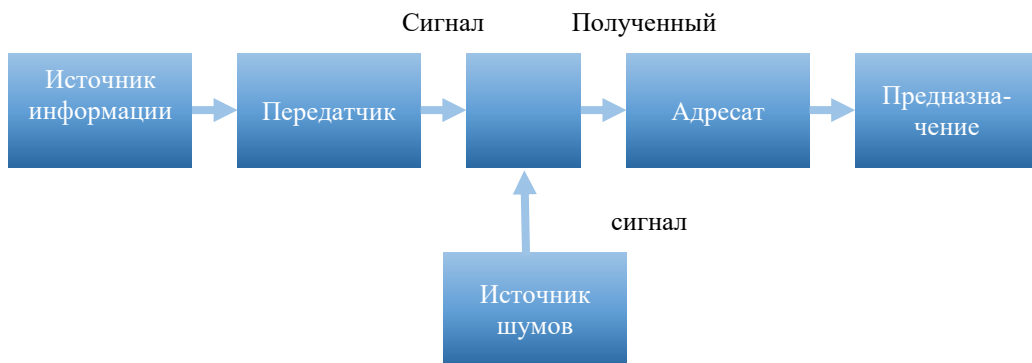 Сигнал
Полученный
Источник
информации
Передатчик
Адресат
Предназна-
чение
сигнал
Источник
шумов